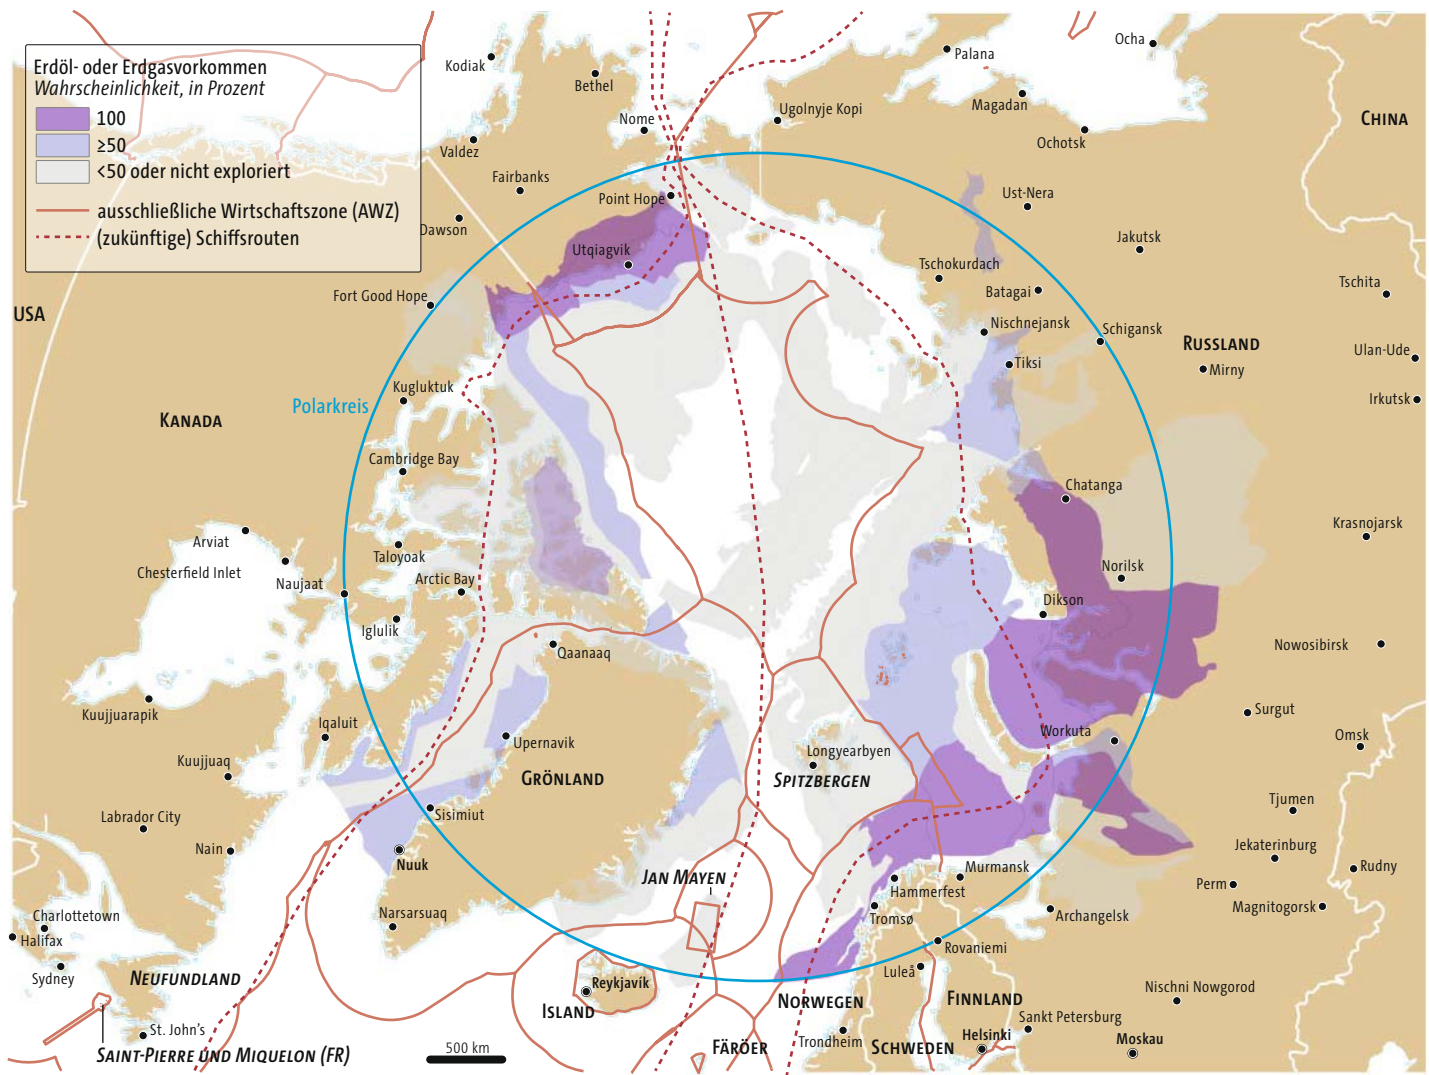 Erdöl- oder Erdgasvorkommen
Wahrscheinlichkeit, in Prozent
100
≥50
<50 oder nicht exploriert
ausschließliche Wirtschaftszone (AWZ)
(zukünftige) Schiffsrouten
Kodiak
Bethel
Nome
Valdez
Fairbanks
Dawson
Point Hope
Utqiagvik
Fort Good Hope
Ugolnyje Kopi
Palana
Magadan
Ocha
Ochotsk
CHINA
Ust-Nera
Jakutsk
Tschokurdach
Batagai
Tschita
Nischnejansk
Schigansk
RUSSLAND
Ulan-Ude
Tiksi
Mirny
Irkutsk
USA
KANADA
Polarkreis
Kugluktuk
Cambridge Bay
Chatanga
Krasnojarsk
Arviat
Chesterfield Inlet
Naujaat
Taloyoak
Arctic Bay
Norilsk
Dikson
Iglulik
Qaanaaq
Nowosibirsk
Kuujjuarapik
Iqaluit
Upernavik
Surgut
Workuta
Omsk
Kuujjuaq
GRÖNLAND
Longyearbyen
SPITZBERGEN
Sisimiut
Tjumen
Labrador City
Nain
Nuuk
Jekaterinburg
Rudny
JAN MAYEN
Murmansk
Hammerfest
Perm
Magnitogorsk
Narsarsuaq
Tromsø
Archangelsk
Charlottetown
Halifax
Rovaniemi
Sydney
NEUFUNDLAND
Reykjavík
ISLAND
Luleå
NORWEGEN
FINNLAND
Nischni Nowgorod
St. John's
Sankt Petersburg
SAINT-PIERRE UND MIQUELON (FR)
500 km
FÄRÖER
Trondheim
SCHWEDEN
Helsinki
Moskau